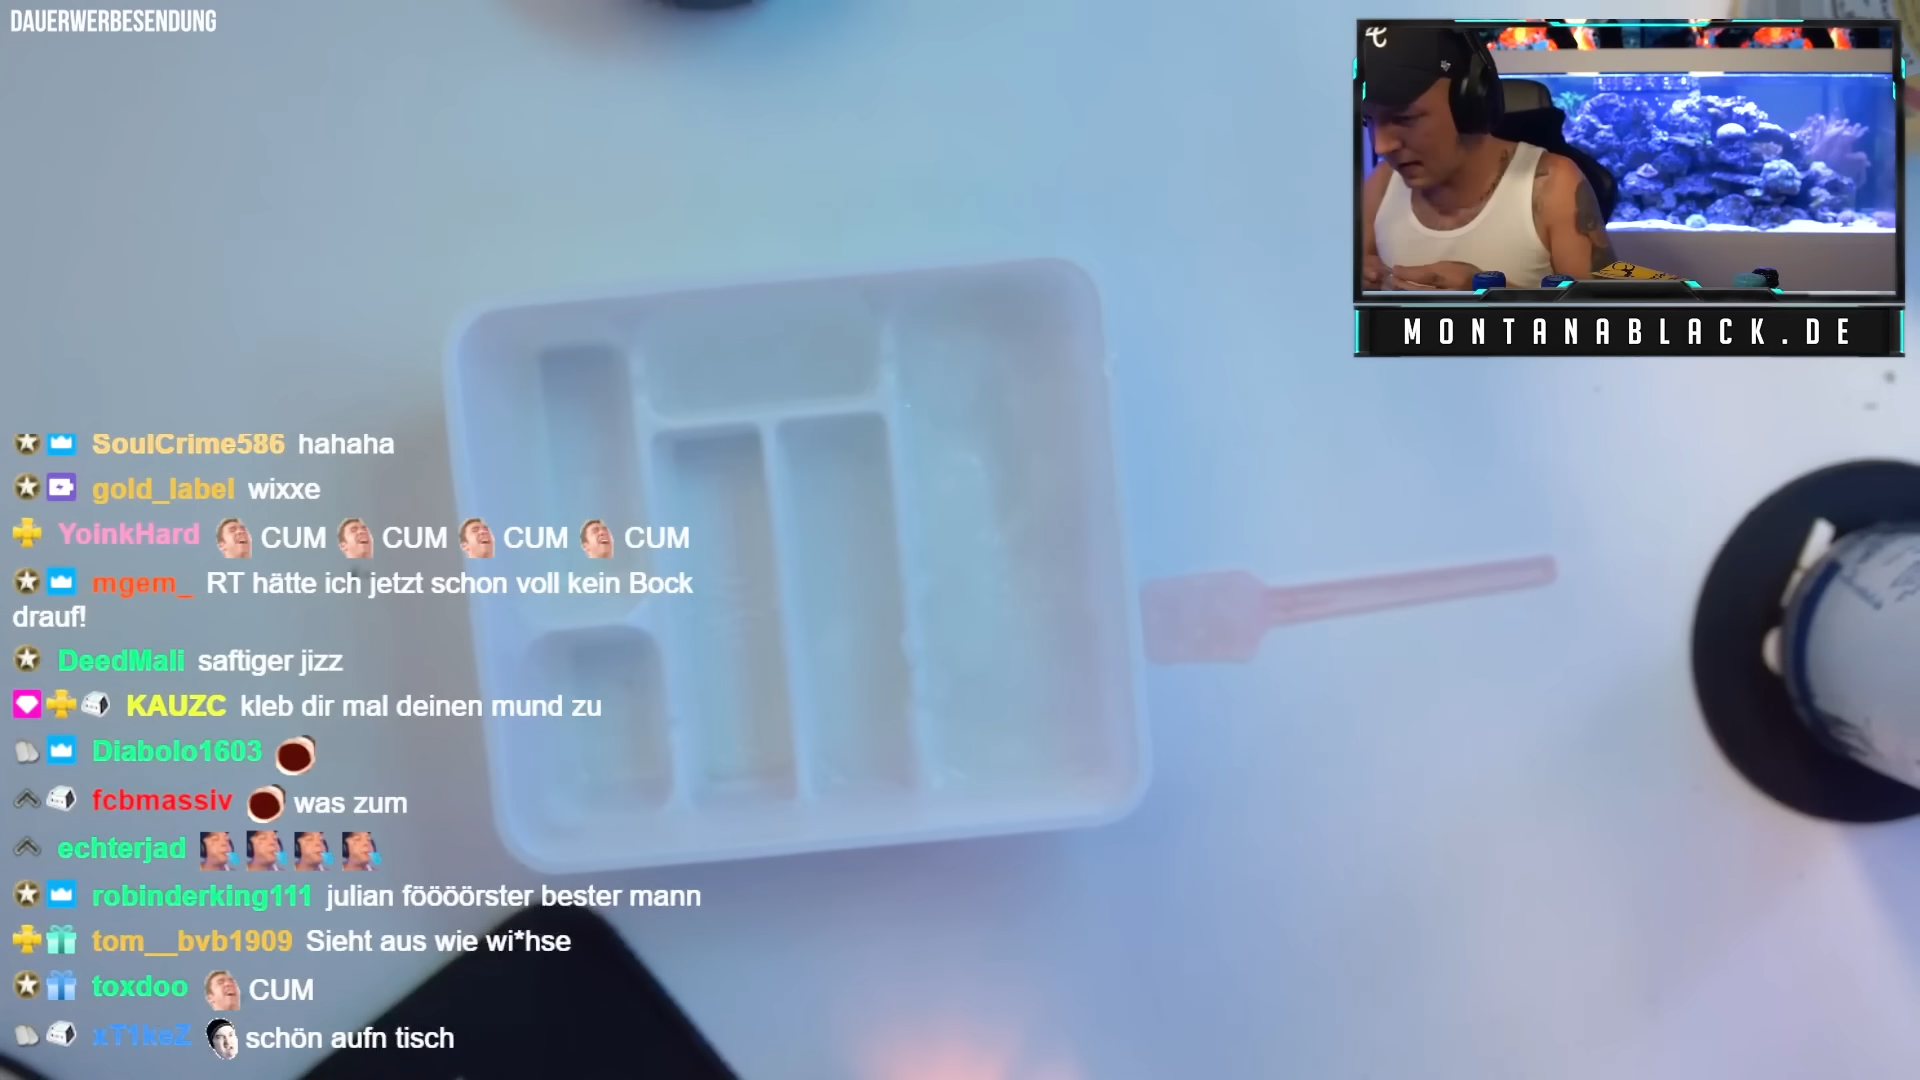 DAUERWERBESENDUNG
MONTANABLACK.DE
SoulCrime586 hahaha
gold_label wixxe
YoinkHard CUM CUM CUM CUM
mgem_ RT hätte ich jetzt schon voll kein Bock
drauf!
DeedMali saftiger jizz
KAUZC kleb dir mal deinen mund zu
Diabolo1603
fcbmassiv was zum
echterjad
robinderking111 julian föööörster bester mann
tom__bvb1909 Sieht aus wie wi*hse
toxdoo CUM
xT1keZ schön aufn tisch